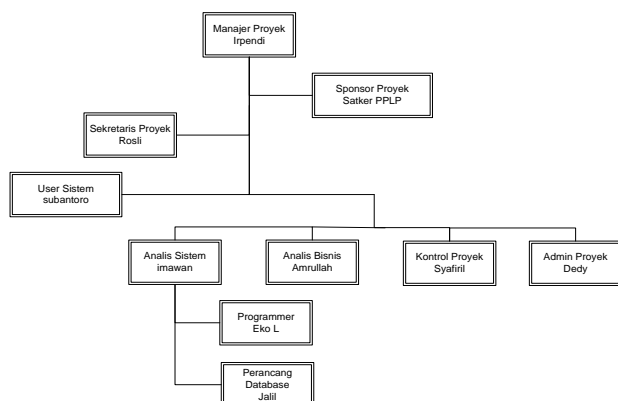 Manajer Proyek
Irpendi
Sponsor Proyek
Satker PPLP
Sekretaris Proyek
Rosli
User Sistem
subantoro
Analis Sistem
imawan
Analis Bisnis
Amrullah
Kontrol Proyek
Syafiril
Admin Proyek
Dedy
Programmer
Eko L
Perancang
Database
Jalil